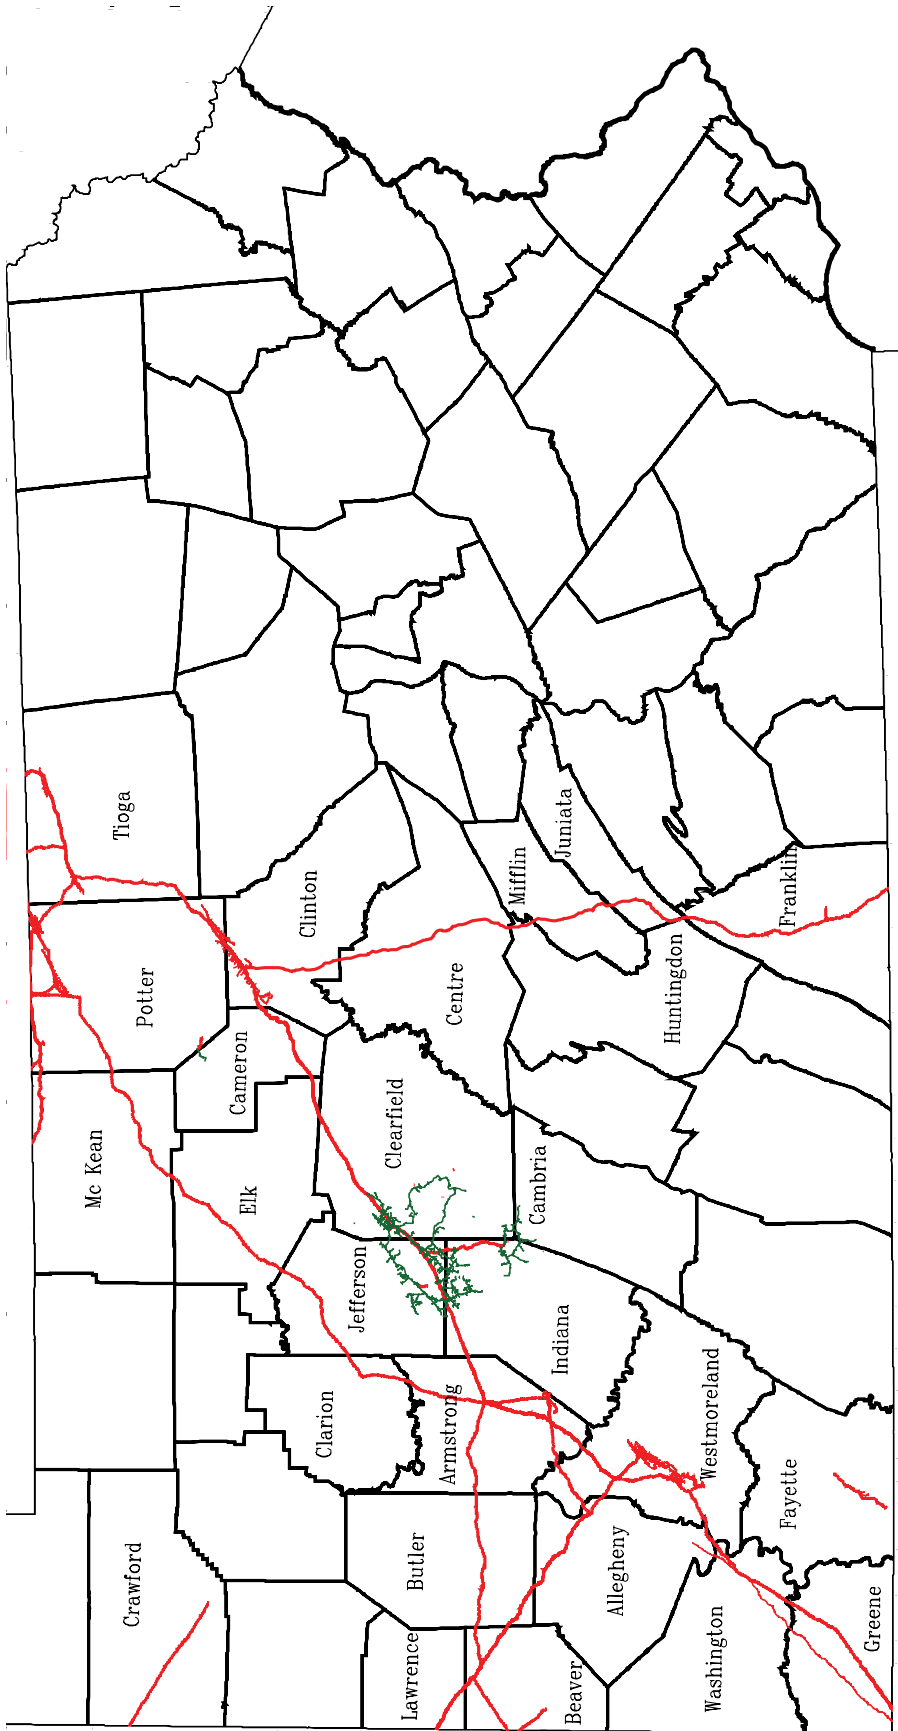 Tioga
Potter
Mc Kean
Crawford
Clinton
Cameron
Elk
Clarion
Jefferson
Clearfield
Centre
Mifflin
Juniata
Armstrong
Butler
Lawrence
Cambria
Indiana
Beaver
Allegheny
Huntingdon
Westmoreland
Washington
Franklin
Fayette
Greene